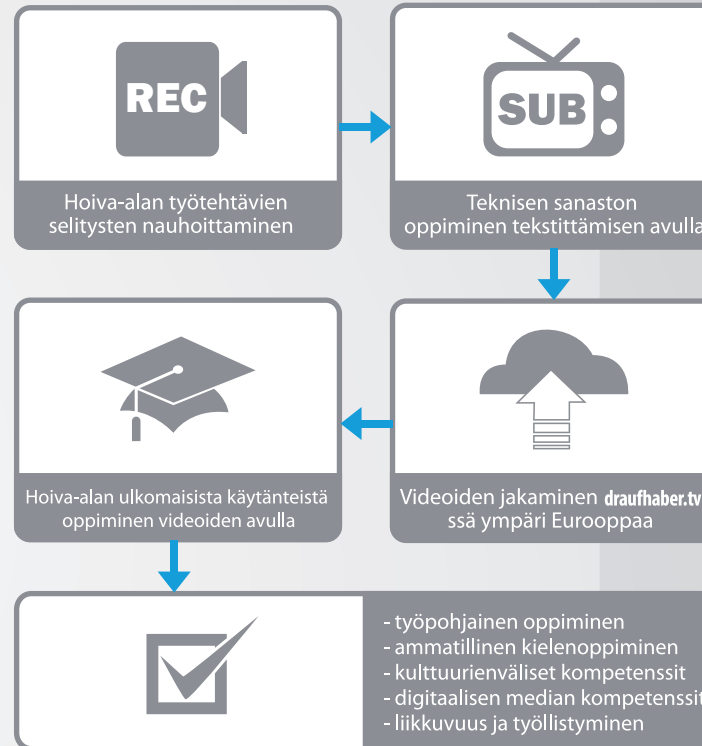 REC
Hoiva-alan työtehtävien
selitysten nauhoittaminen
SUB
Teknisen sanaston
oppiminen tekstittämisen avulla
Videoiden jakaminen draufhaber.tv
ssä ympäri Eurooppaa
Hoiva-alan ulkomaisista käytänteistä
oppiminen videoiden avulla
- työpohjainen oppiminen
- ammatillinen kielenoppiminen
- kulttuurienväliset kompetenssit
- digitaalisen median kompetenssit
- liikkuvuus ja työllistyminen